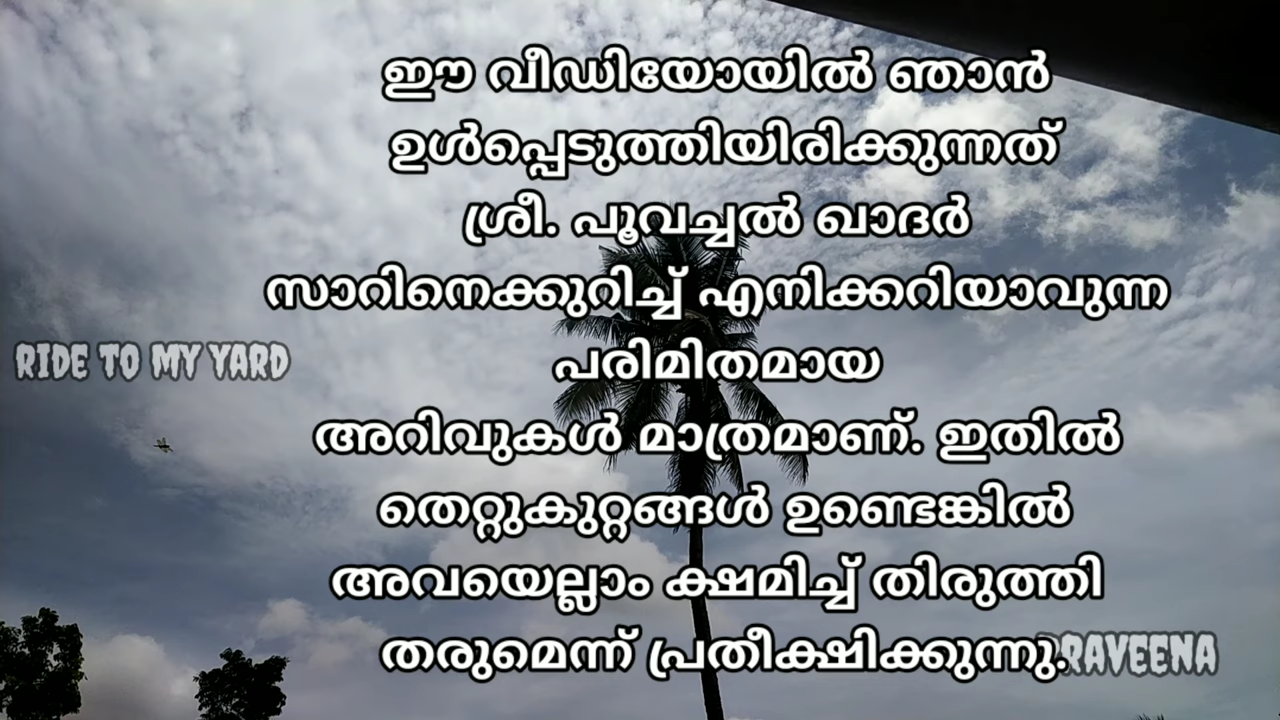 ഈ വീഡിയോയിൽ ഞാൻ
ഉൾപ്പെടുത്തിയിരിക്കുന്നത്
ശ്രീ. പൂവച്ചൽ ഖാദർ
സാറിനെക്കുറിച്ച് എനിക്കറിയാവുന്ന
പരിമിതമായ
RIDE TO MY YARD
അറിവുകൾ മാത്രമാണ്. ഇതിൽ
തെറ്റുകുറ്റങ്ങൾ ഉണ്ടെങ്കിൽ
അവയെല്ലാം ക്ഷമിച്ച് തിരുത്തി
തരുമെന്ന് പ്രതീക്ഷിക്കുന്നു.
PRAVEENA